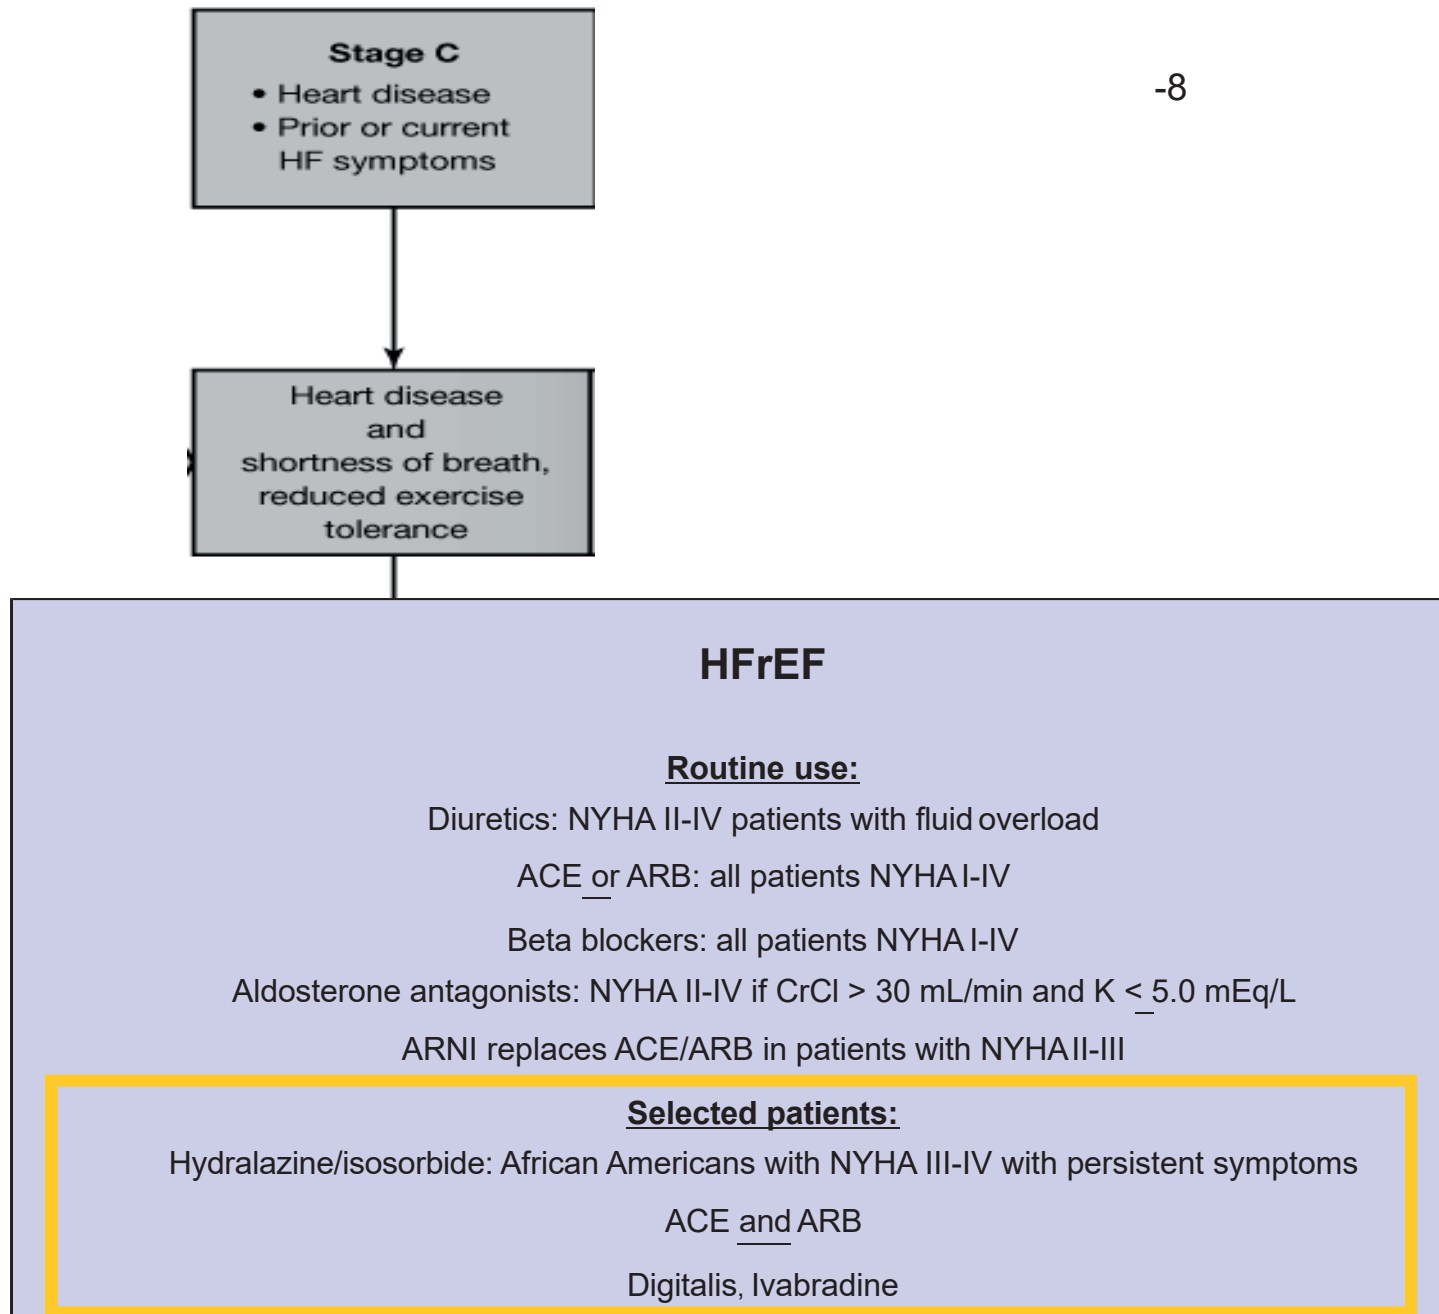 Stage C
• Heart disease
• Prior or current
HF symptoms
-8
Heart disease
and
shortness of breath,
reduced exercise
tolerance
HFrEF
Routine use:
Diuretics: NYHA II-IV patients with fluid overload
ACE or ARB: all patients NYHA I-IV
Beta blockers: all patients NYHA I-IV
Aldosterone antagonists: NYHA II-IV if CrCl > 30 mL/min and K < 5.0 mEq/L
ARNI replaces ACE/ARB in patients with NYHA II-III
Selected patients:
Hydralazine/isosorbide: African Americans with NYHA III-IV with persistent symptoms
ACE and ARB
Digitalis, Ivabradine